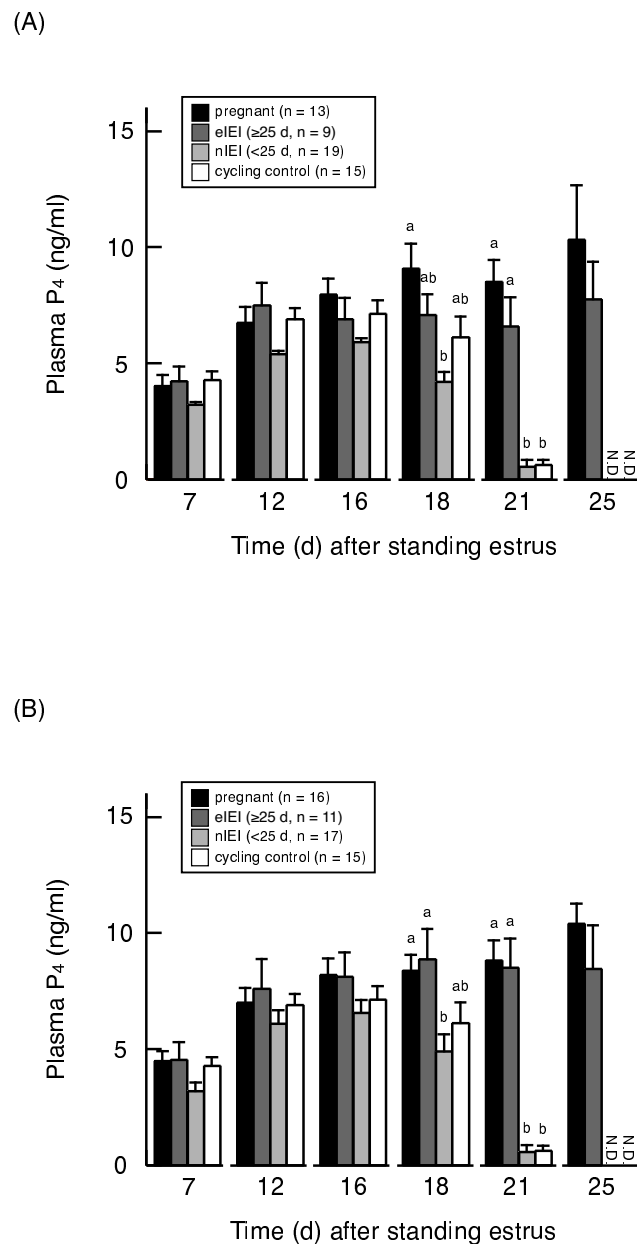 (A)
pregnant (n = 13)
eIEI (≥25 d, n = 9)
nIEI (<25 d, n = 19)
cycling control (n = 15)
Plasma P4 (ng/ml)
15
10
5
0
a
ab
b
ab
a
a
b
b
N.D.
N.D.
7
12
16
18
21
25
Time (d) after standing estrus
(B)
pregnant (n = 16)
eIEI (≥25 d, n = 11)
nIEI (<25 d, n = 17)
cycling control (n = 15)
Plasma P4 (ng/ml)
15
10
5
0
a
a
b
ab
a
a
b
b
N.D.
N.D.
7
12
16
18
21
25
Time (d) after standing estrus